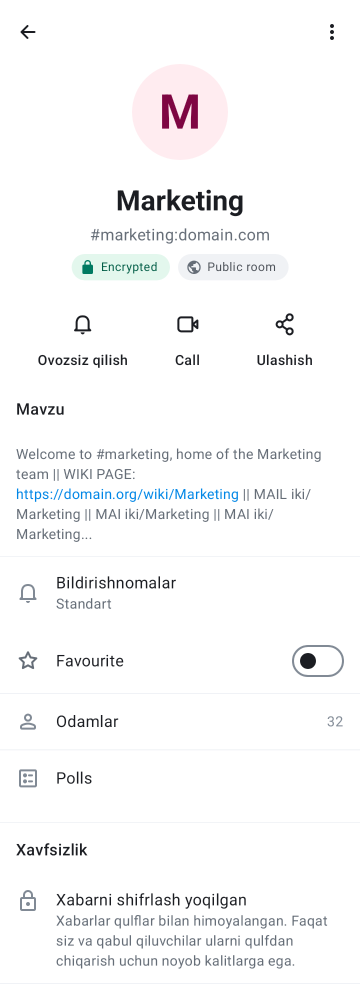 M
Marketing
#marketing:domain.com
Encrypted Public room
Ovozsiz qilish Call Ulashish
Mavzu
Welcome to #marketing, home of the Marketing
team || WIKI PAGE:
https://domain.org/wiki/Marketing || MAIL iki/
Marketing || MAI iki/Marketing || MAI iki/
Marketing...
Bildirishnomalar
Standart
Favourite
Odamlar 32
Polls
Xavfsizlik
Xabarni shifrlash yoqilgan
Xabarlar qulflar bilan himoyalangan. Faqat
siz va qabul qiluvchilar ularni qulfdan
chiqarish uchun noyob kalitlarga ega.